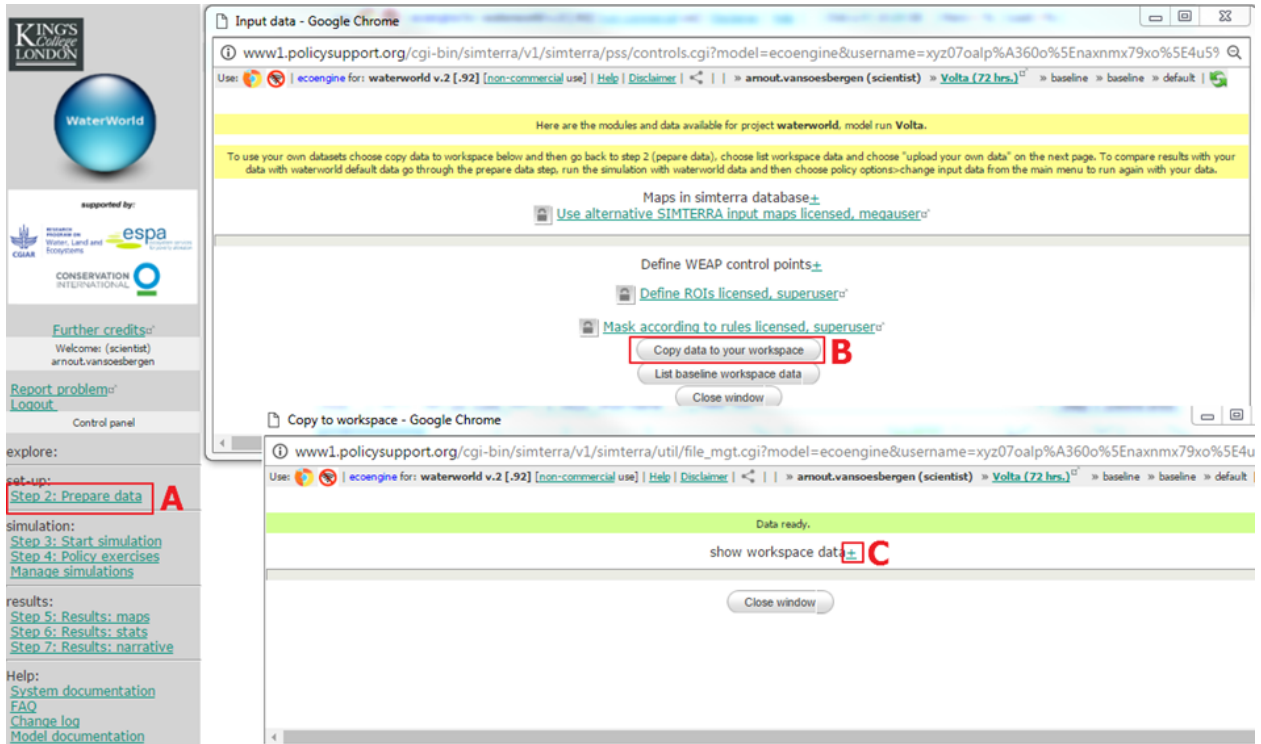 KING'S
College
LONDON
WaterWorld
supported by:
CGIAR
RESEARCH
PROGRAM ON
Water, Land and
Ecosystems
espa
ecosystem services
for poverty alleviation
CONSERVATION
INTERNATIONAL
Further credits
Welcome: (scientist)
arnout.vansoesbergen
Report problem
Logout
Control panel
explore:
set-up:
Step 2: Prepare data
A
simulation:
Step 3: Start simulation
Step 4: Policy exercises
Manage simulations
results:
Step 5: Results: maps
Step 6: Results: stats
Step 7: Results: narrative
Help:
System documentation
FAQ
Change log
Model documentation
Input data - Google Chrome
www1.policysupport.org/cgi-bin/simterra/v1/simterra/pss/controls.cgi?model=ecoengine&username=xyz07oalp%A360o%5Enaxnmx79xo%5E4u59
Use: | ecoengine for: waterworld v.2 [.92] [non-commercial use] | Help | Disclaimer | < | | » arnout.vansoesbergen (scientist) » Volta (72 hrs.) » baseline » baseline » default |
Here are the modules and data available for project waterworld, model run Volta.
To use your own datasets choose copy data to workspace below and then go back to step 2 (pepare data), choose list workspace data and choose "upload your own data" on the next page. To compare results with your
data with waterworld default data go through the prepare data step, run the simulation with waterworld data and then choose policy options>change input data from the main menu to run again with your data.
Maps in simterra database+
Use alternative SIMTERRA input maps licensed, megauser
Define WEAP control points+
Define ROIs licensed, superuser
Mask according to rules licensed, superuser
Copy data to your workspace
B
List baseline workspace data
Close window
Copy to workspace - Google Chrome
www1.policysupport.org/cgi-bin/simterra/v1/simterra/util/file_mgt.cgi?model=ecoengine&username=xyz07oalp%A360o%5Enaxnmx79xo%5E4u
Use: | ecoengine for: waterworld v.2 [.92] [non-commercial use] | Help | Disclaimer | < | | » arnout.vansoesbergen (scientist) » Volta (72 hrs.) » baseline » baseline » default |
Data ready.
show workspace data+
C
Close window